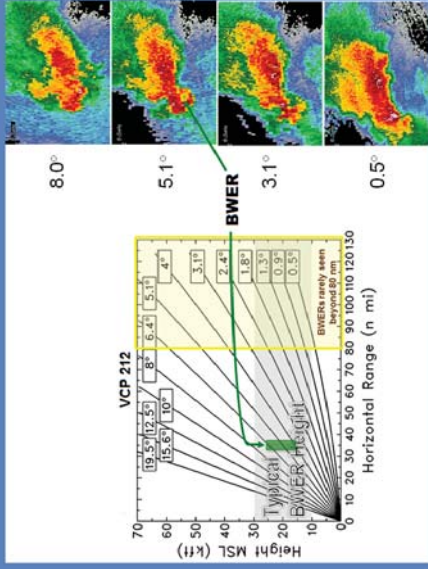 VCP 212
70
60
50
40
30
20
10
0
Height MSL (kft)
19.5°
15.6°
12.5°
10°
8°
6.4°
5.1°
4°
3.1°
2.4°
1.8°
1.3°
0.9°
0.5°
Typical
BWER Height
BWERs rarely seen
beyond 80 nm
0 10 20 30 40 50 60 70 80 90 100 110 120 130
Horizontal Range (n mi)
BWER
8.0°
5.1°
3.1°
0.5°